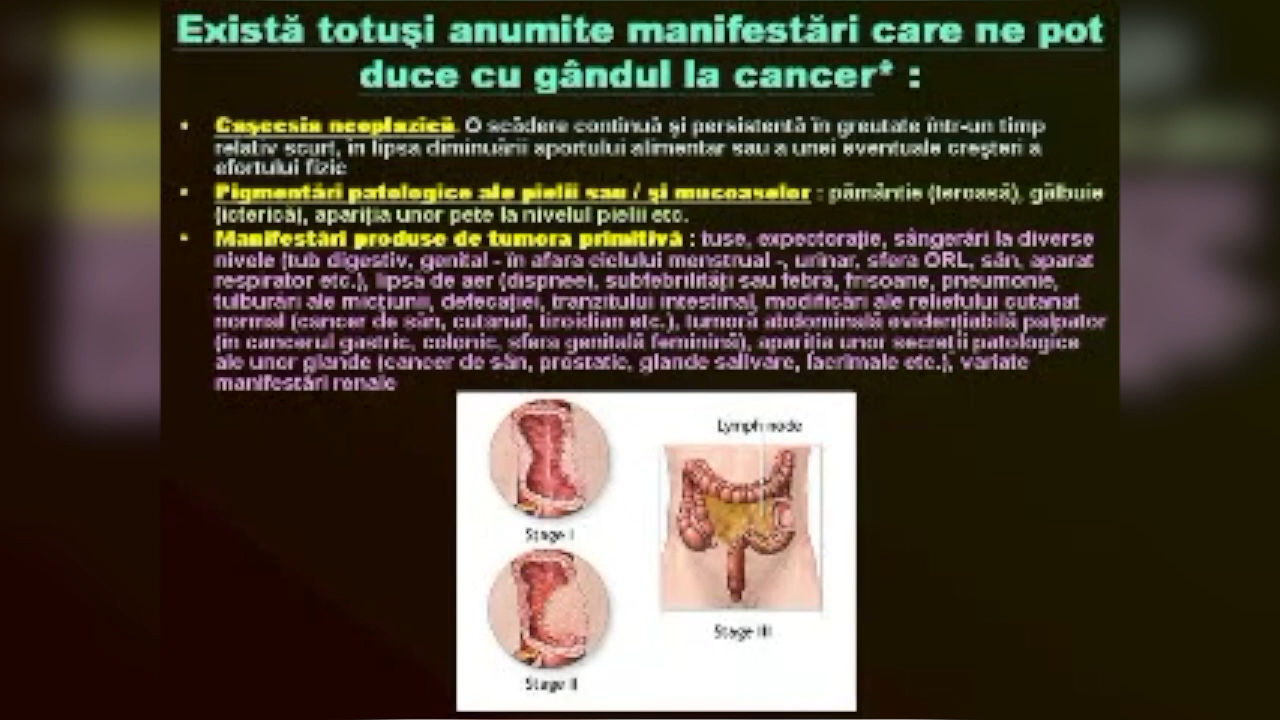 Există totuşi anumite manifestări care ne pot
duce cu gândul la cancer* :
• Caşecsia neoplazică. O scădere continuă şi persistentă în greutate într-un timp
relativ scurt, în lipsa diminuării aportului alimentar sau a unei eventuale creşteri a
efortului fizic
• Pigmentări patologice ale pielii sau / şi mucoaselor : pământie (teroasă), gălbuie
(icterică), apariţia unor pete la nivelul pielii etc.
• Manifestări produse de tumora primitivă : tuse, expectoraţie, sângerări la diverse
nivele (tub digestiv, genital - în afara ciclului menstrual -, urinar, sfera ORL, sân, aparat
respirator etc.), lipsa de aer (dispnee), subfebrilităţi sau febră, frisoane, pneumonie,
tulburări ale micţiunii, defecaţiei, tranzitului intestinal, modificări ale reliefului cutanat
normal (cancer de sân, cutanat, tiroidian etc.), tumoră abdominală evidenţiabilă palpator
(în cancerul gastric, colonic, sfera genitală feminină), apariţia unor secreţii patologice
ale unor glande (cancer de sân, prostatic, glande salivare, lacrimale etc.), variate
manifestări renale
Lymph node
Stage I
Stage III
Stage II